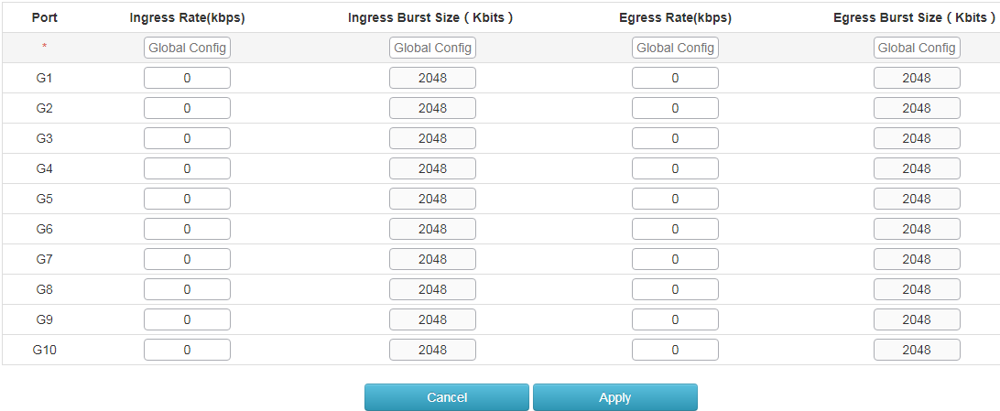 Port Ingress Rate(kbps) Ingress Burst Size ( Kbits ) Egress Rate(kbps) Egress Burst Size ( Kbits )
* Global Config Global Config Global Config Global Config
G1 0 2048 0 2048
G2 0 2048 0 2048
G3 0 2048 0 2048
G4 0 2048 0 2048
G5 0 2048 0 2048
G6 0 2048 0 2048
G7 0 2048 0 2048
G8 0 2048 0 2048
G9 0 2048 0 2048
G10 0 2048 0 2048
Cancel Apply